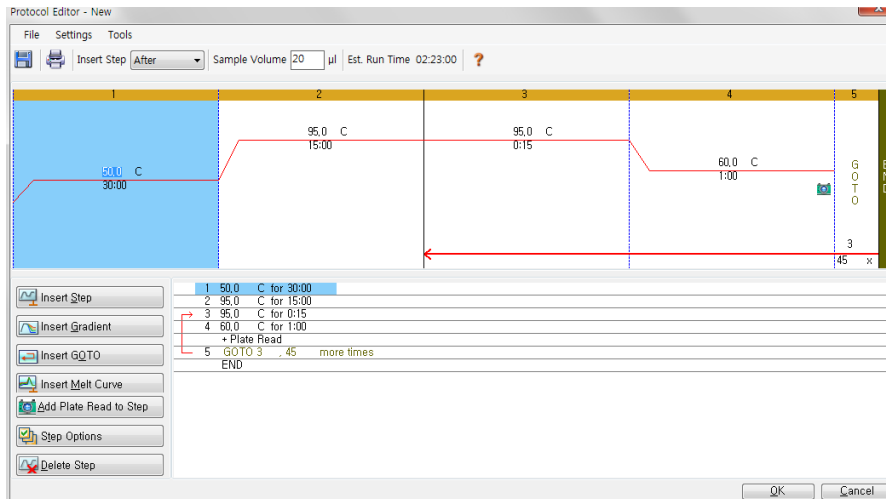 Protocol Editor - New
File Settings Tools
Insert Step After Sample Volume 20 µl Est. Run Time 02:23:00 ?
1 2 3 4 5
95,0 C 95,0 C
15:00 0:15
60,0 C
1:00
50,0 C
30:00
GOTO
3
45 x
Insert Step
Insert Gradient
Insert GOTO
Insert Melt Curve
Add Plate Read to Step
Step Options
Delete Step
1 50,0 C for 30:00
2 95,0 C for 15:00
3 95,0 C for 0:15
4 60,0 C for 1:00
+ Plate Read
5 GOTO 3 , 45 more times
END
OK Cancel